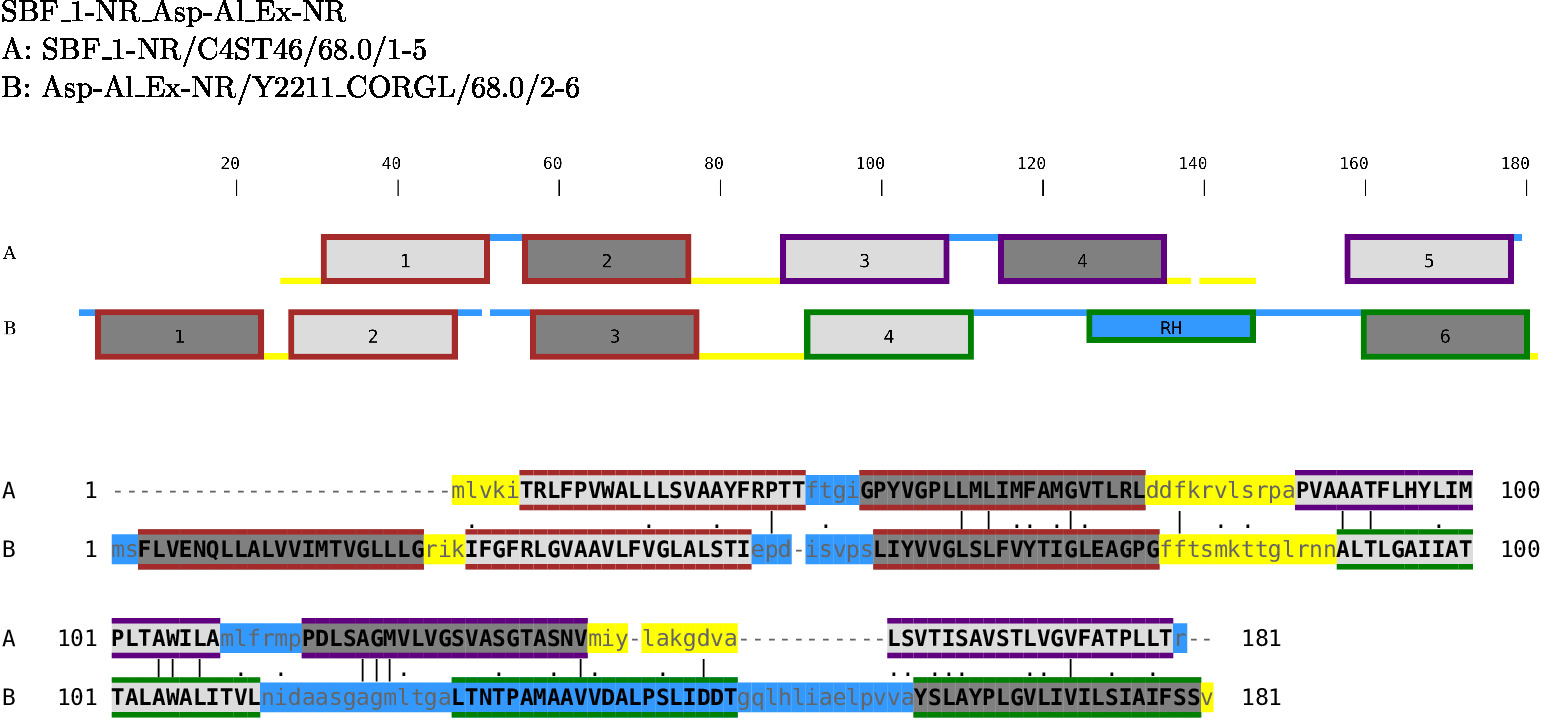 SBF_1-NR_Asp-Al_Ex-NR
A: SBF_1-NR/C4ST46/68.0/1-5
B: Asp-Al_Ex-NR/Y2211_CORGL/68.0/2-6
20 40 60 80 100 120 140 160 180
A 1 2 3 4 5
B 1 2 3 4 RH 6
A 1 -------------------------mlvkiTRLFPVWALLLSVAAYFRPTTftgiGPYVGPLLMLIMFAMGVTLRLddfkrvlsrpaPVAAATFLHYLIM 100
B 1 msFLVENQLLALVVIMTVGLLLGrikIFGFRLGVAAVLFVGLALSTIepd-isvpsLIYVVGLSLFVYTIGLEAGPGfftsmkttglrnnALTLGAIIAT 100
A 101 PLTAWILAmlfrmpPDLSAGMVLVGSVASGTASNVmiy-lakgdva-----------LSVTISAVSTLVGVFATPLLTr-- 181
B 101 TALAWALITVLnidaasgagmltgaLTNTPAMAAVVDALPSLIDDTgqlhliaelpvvaYSLAYPLGVLIVILSIAIFSSv 181